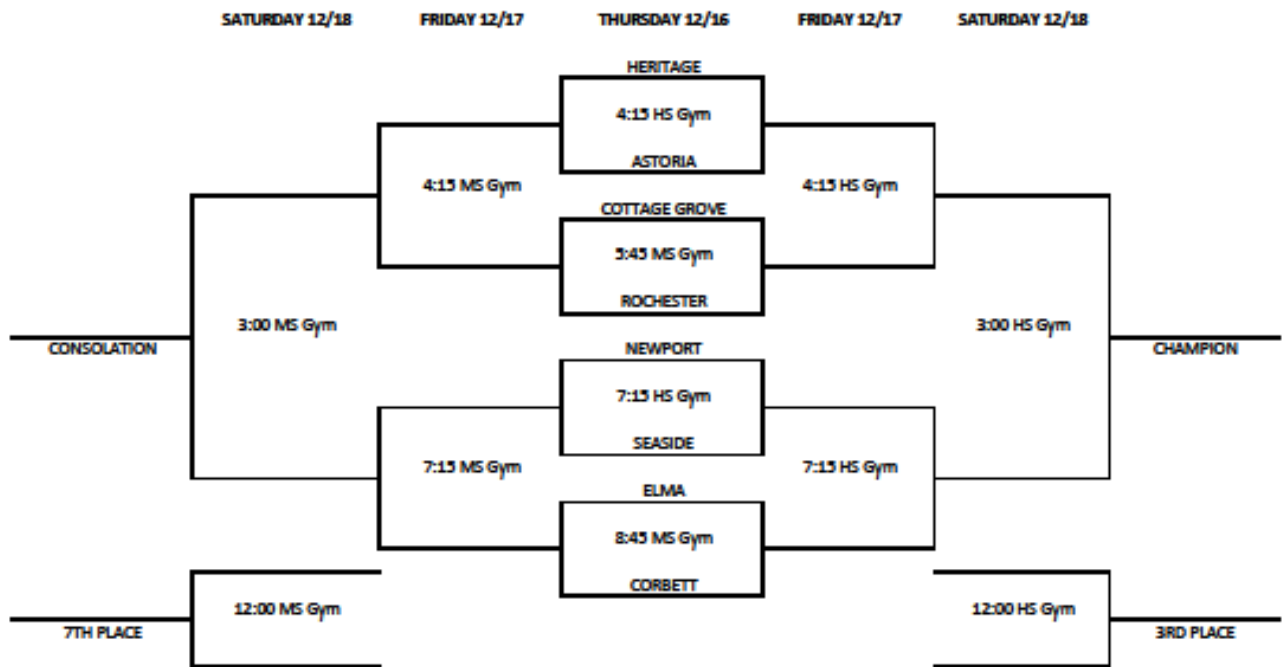 SATURDAY 12/18 FRIDAY 12/17 THURSDAY 12/16 FRIDAY 12/17 SATURDAY 12/18
HERITAGE
4:15 HS Gym
ASTORIA
4:15 MS Gym 4:15 HS Gym
COTTAGE GROVE
5:45 MS Gym
ROCHESTER
3:00 MS Gym 3:00 HS Gym
CONSOLATION NEWPORT CHAMPION
7:15 HS Gym
SEASIDE
7:15 MS Gym 7:15 HS Gym
ELMA
8:45 MS Gym
CORBETT
12:00 MS Gym 12:00 HS Gym
7TH PLACE 3RD PLACE